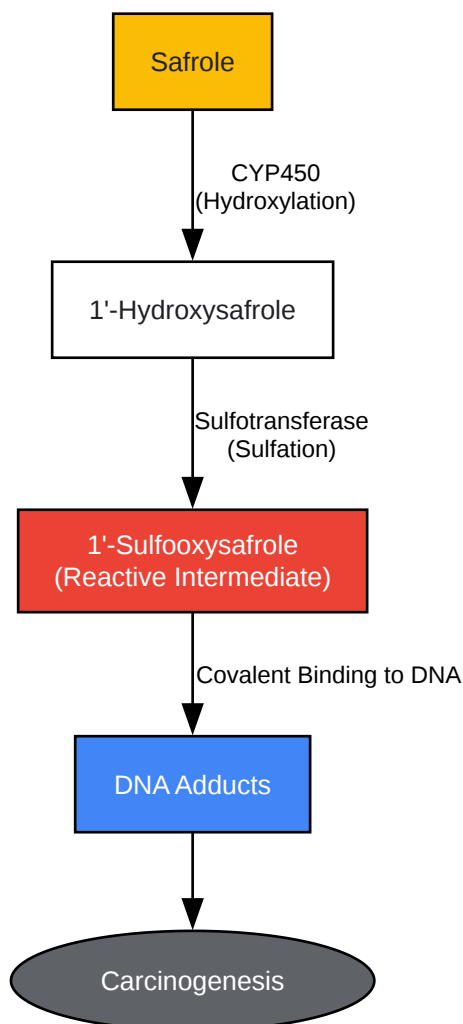 Safrole
CYP450
(Hydroxylation)
1'-Hydroxysafrole
Sulfotransferase
(Sulfation)
1'-Sulfooxysafrole
(Reactive Intermediate)
Covalent Binding to DNA
DNA Adducts
Carcinogenesis